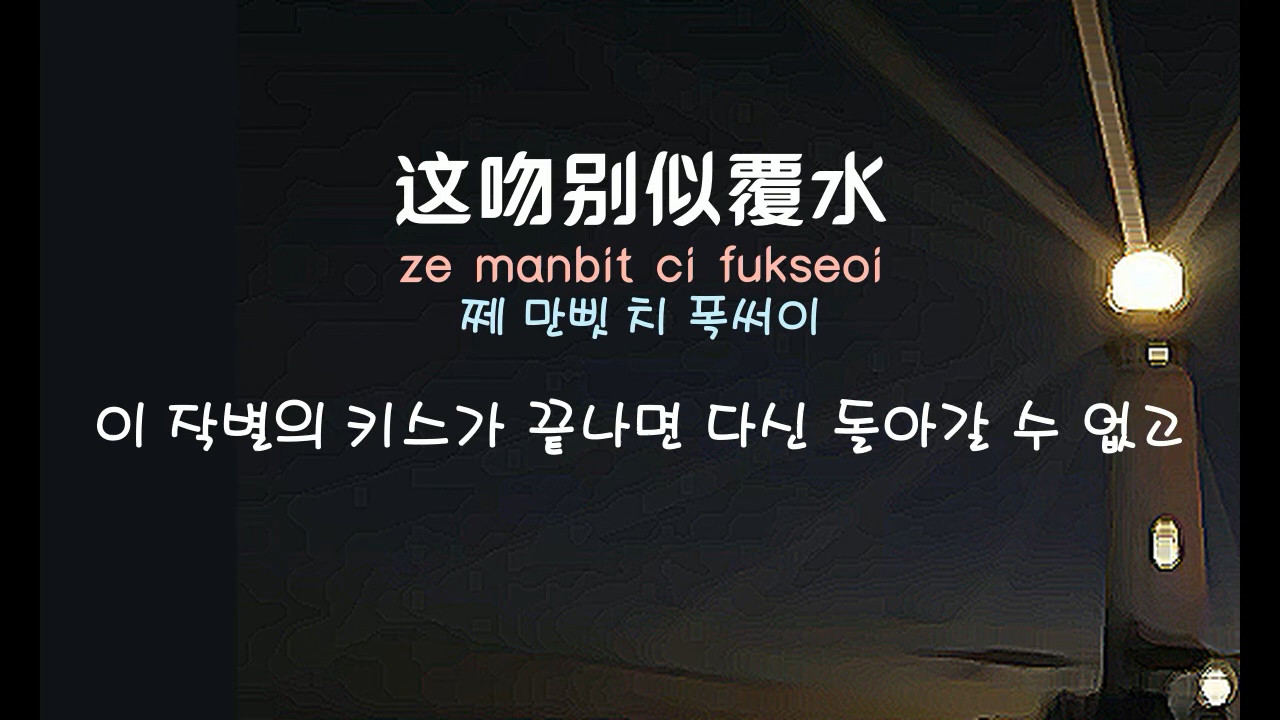 这吻别似覆水
ze manbit ci fukseoi
쩨 만삣 치 폭써이
이 작별의 키스가 끝나면 다신 돌아갈 수 없고